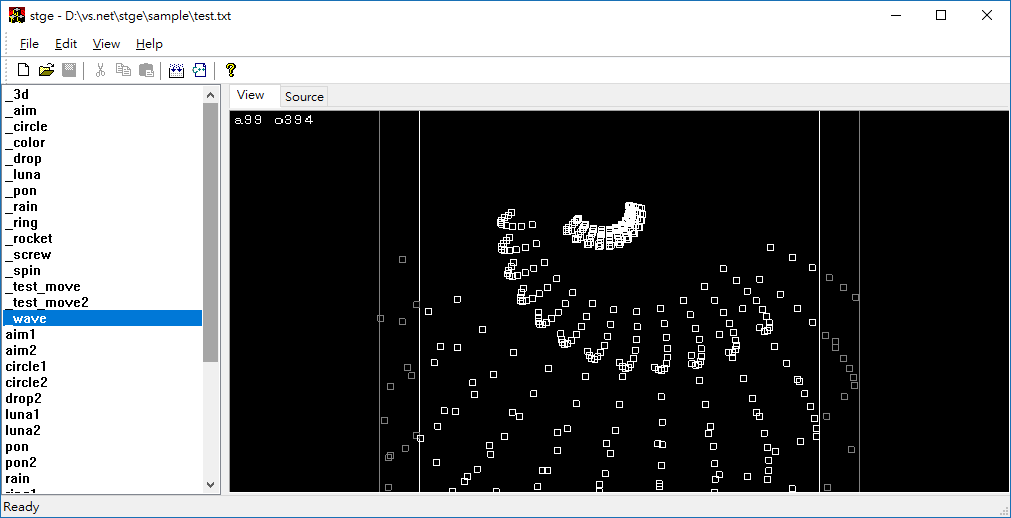 stge - D:\vs.net\stge\sample\test.txt
File Edit View Help
_3d
_aim
_circle
_color
_drop
_luna
_pon
_rain
_ring
_rocket
_screw
_spin
_test_move
_test_move2
_wave
aim1
aim2
circle1
circle2
drop2
luna1
luna2
pon
pon2
rain
ring1
View Source
a99 o394
Ready